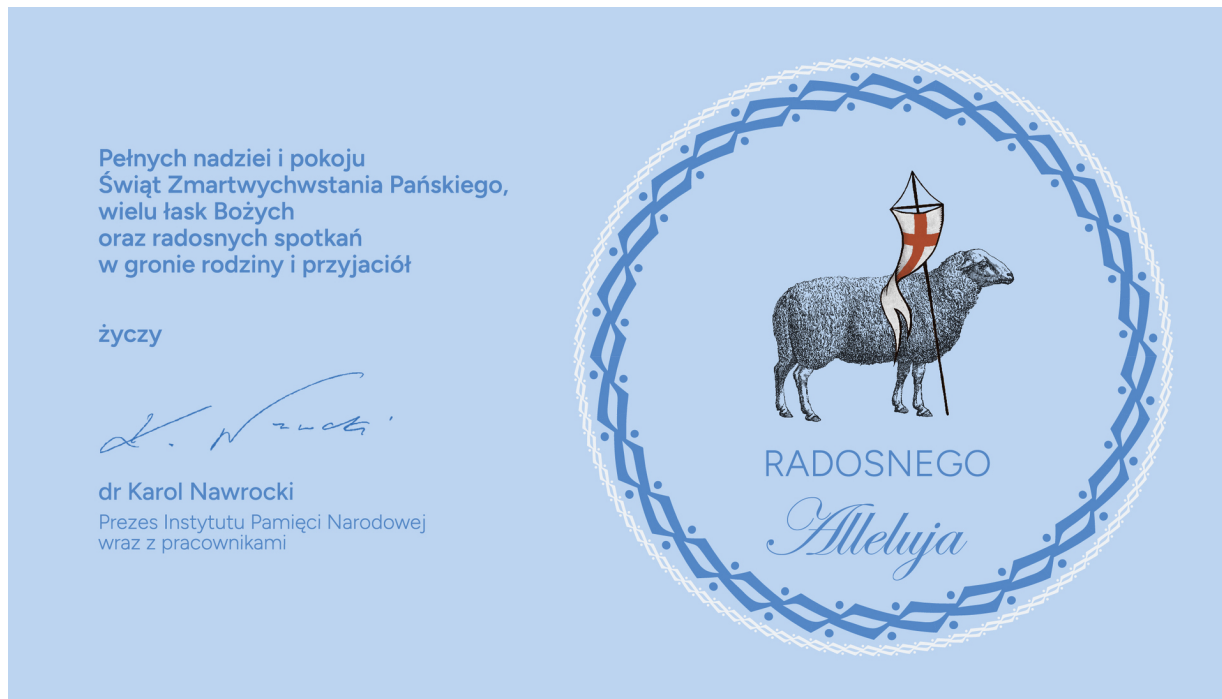 Pełnych nadziei i pokoju
Świąt Zmartwychwstania Pańskiego,
wielu łask Bożych
oraz radosnych spotkań
w gronie rodziny i przyjaciół
życzy
K. Nawrocki
dr Karol Nawrocki
Prezes Instytutu Pamięci Narodowej
wraz z pracownikami
RADOSNEGO
Alleluja